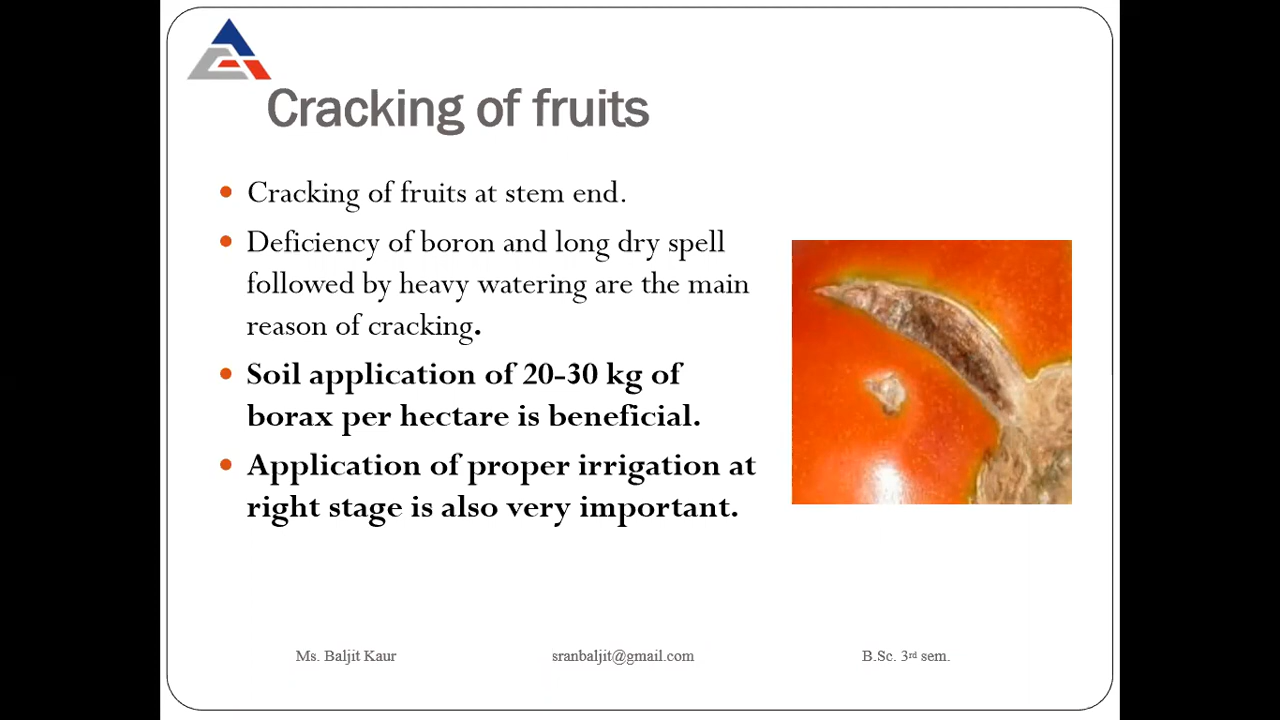 Cracking of fruits
• Cracking of fruits at stem end.
• Deficiency of boron and long dry spell
followed by heavy watering are the main
reason of cracking.
• Soil application of 20-30 kg of
borax per hectare is beneficial.
• Application of proper irrigation at
right stage is also very important.
Ms. Baljit Kaur
sranbaljit@gmail.com
B.Sc. 3rd sem.